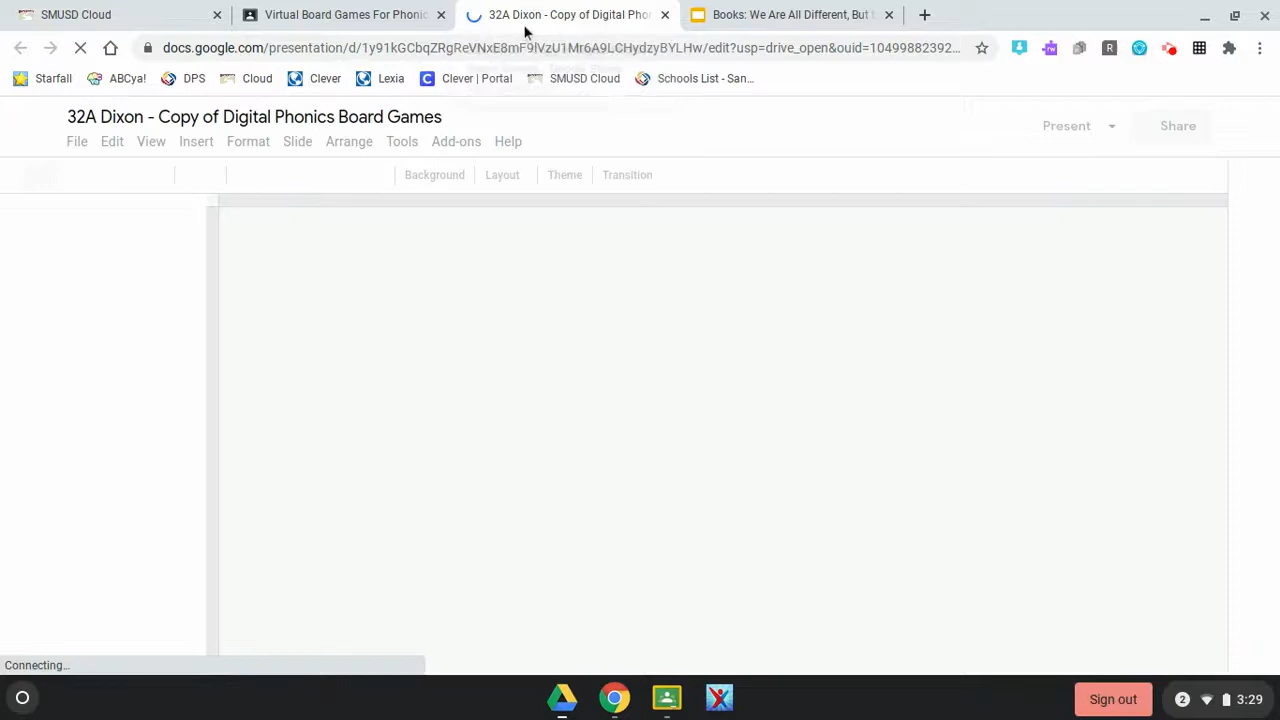 SMUSD Cloud
Virtual Board Games For Phonic
32A Dixon - Copy of Digital Phon
Books: We Are All Different, But
docs.google.com/presentation/d/1y91kGCbqZRgReVNxE8mF9lVzU1Mr6A9LCHydzyBYLHw/edit?usp=drive_open&ouid=10499882392...
Starfall
ABCya!
DPS
Cloud
Clever
Lexia
Clever | Portal
SMUSD Cloud
Schools List - San...
32A Dixon - Copy of Digital Phonics Board Games
File Edit View Insert Format Slide Arrange Tools Add-ons Help
Present
Share
Background Layout Theme Transition
Connecting...
Sign out
2
3:29